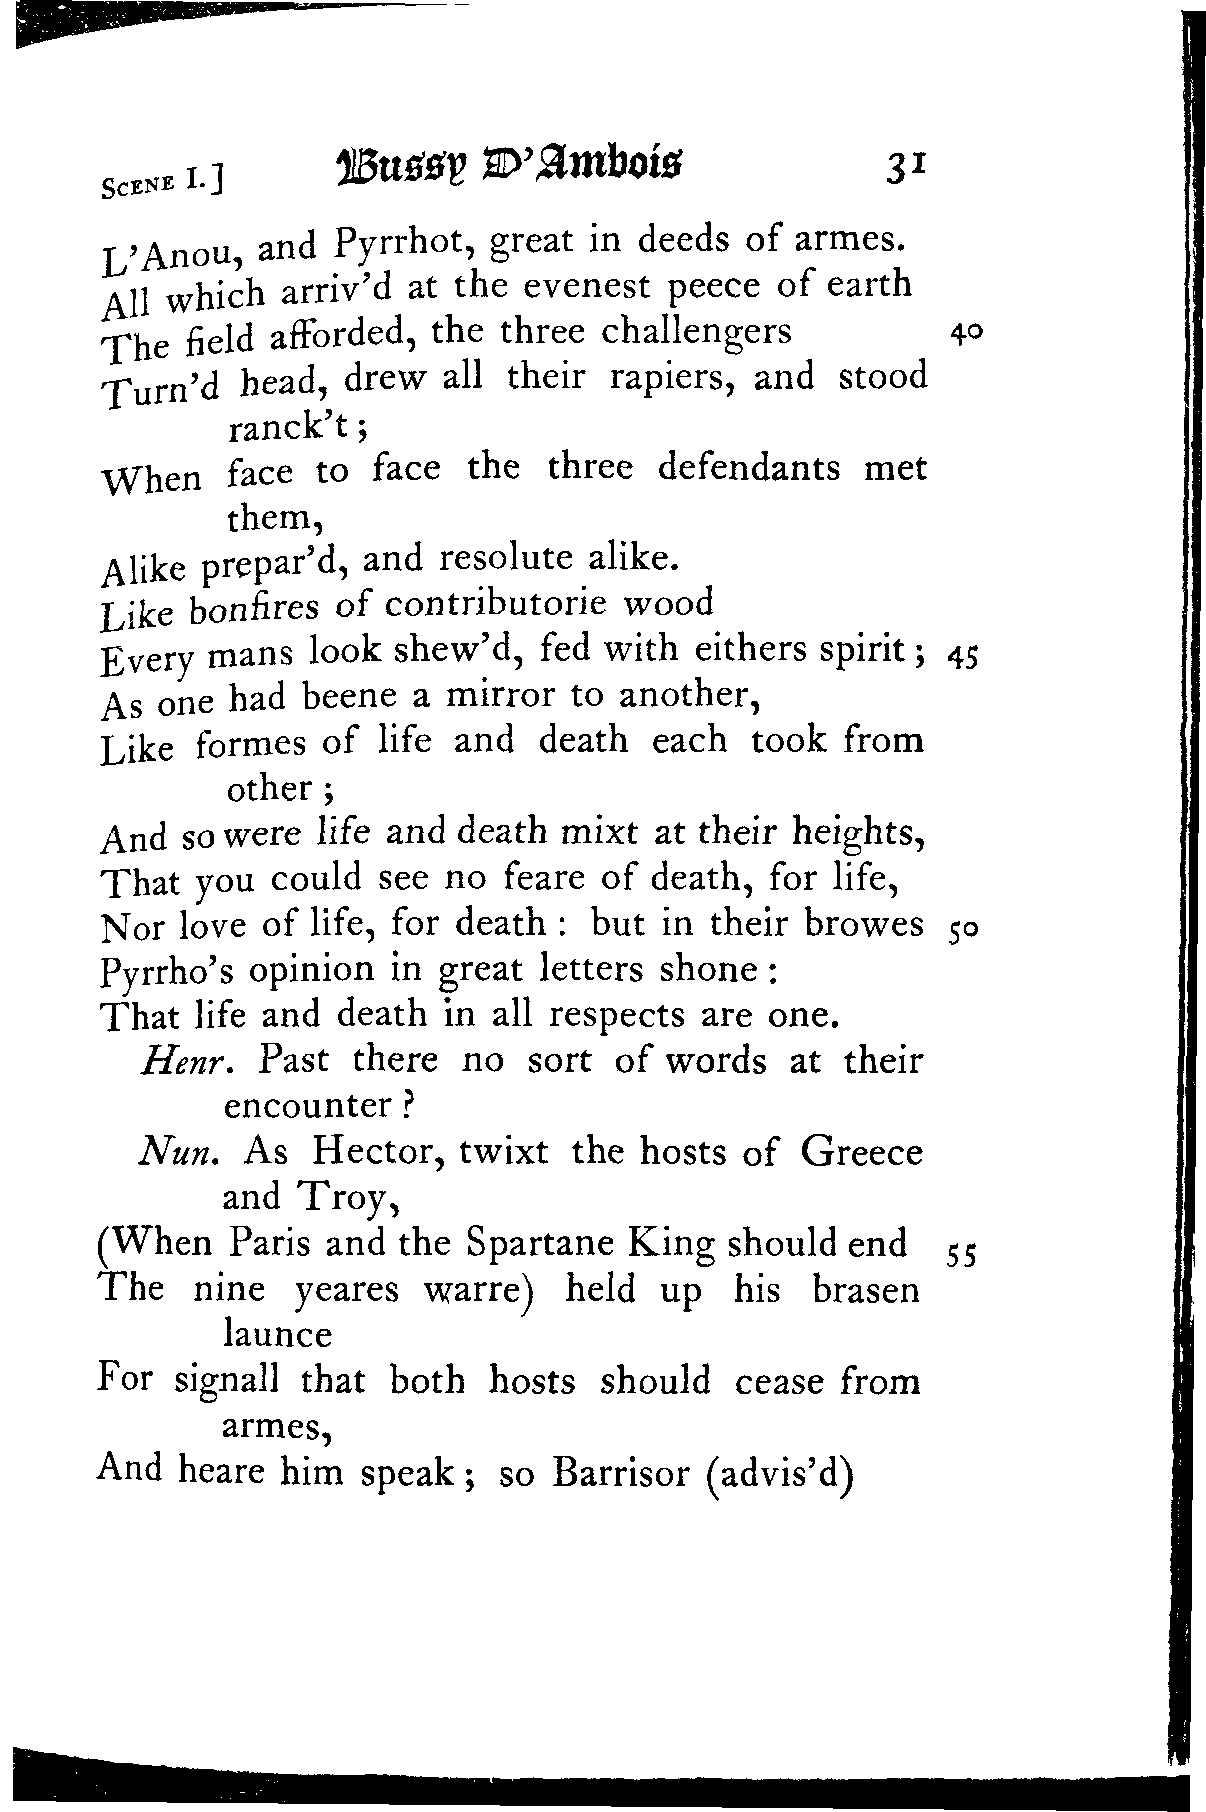 SCENE I.] Bussy D'Ambois 31
L'Anou, and Pyrrhot, great in deeds of armes.
All which arriv'd at the evenest peece of earth
The field afforded, the three challengers 40
Turn'd head, drew all their rapiers, and stood
ranck't ;
When face to face the three defendants met
them,
Alike prepar'd, and resolute alike.
Like bonfires of contributorie wood
Every mans look shew'd, fed with eithers spirit ; 45
As one had beene a mirror to another,
Like formes of life and death each took from
other ;
And so were life and death mixt at their heights,
That you could see no feare of death, for life,
Nor love of life, for death : but in their browes 50
Pyrrho's opinion in great letters shone :
That life and death in all respects are one.
Henr. Past there no sort of words at their
encounter ?
Nun. As Hector, twixt the hosts of Greece
and Troy,
(When Paris and the Spartane King should end 55
The nine yeares warre) held up his brasen
launce
For signall that both hosts should cease from
armes,
And heare him speak ; so Barrisor (advis'd)